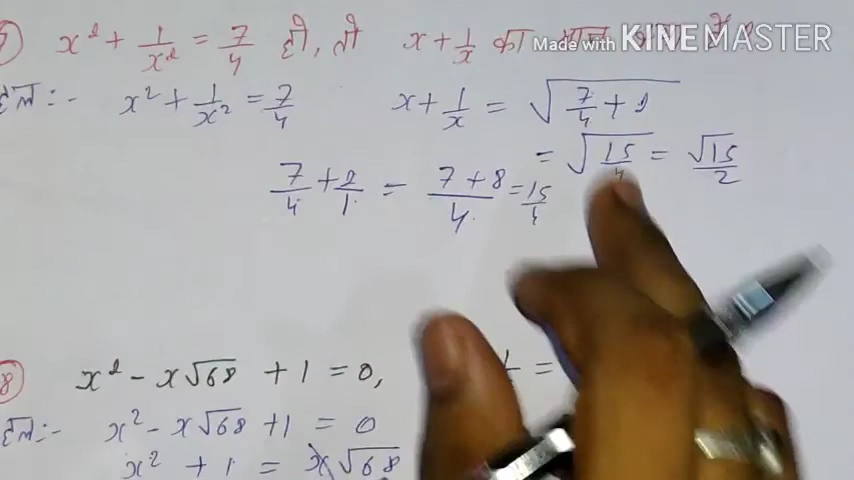 x² + 1/x² = 7/4 हो, तो x + 1/x का
Made with KINEMASTER
हल:- x² + 1/x² = 7/4 x + 1/x = √(7/4 + 2)
= √(15/4) = √15/2
7/4 + 2/1 = (7 + 8)/4 = 15/4
8 x² - x√68 + 1 = 0, =
हल:- x² - x√68 + 1 = 0
x² + 1 = x√68